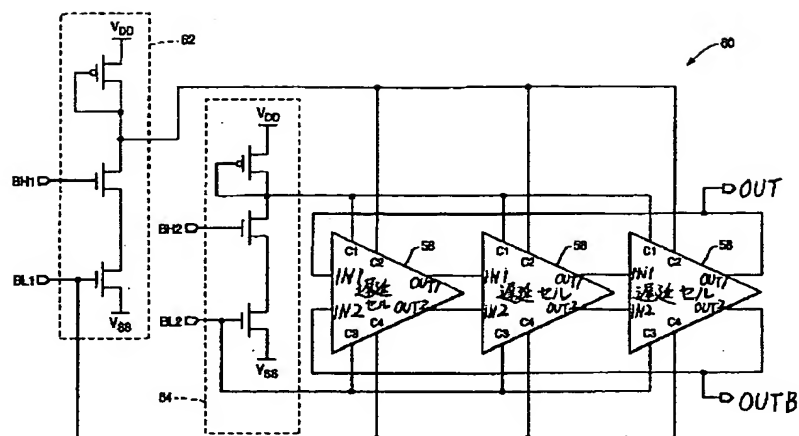 62
60
VDD
BH1
BL1
VSS
VDD
BH2
BL2
VSS
64
C1
C2
58
IN1
IN2
遅延
セル
OUT1
OUT2
C3
C4
C1
C2
58
IN1
IN2
遅延セル
OUT1
OUT2
C3
C4
C1
C2
58
IN1
IN2
遅延セル
OUT1
OUT2
C3
C4
OUT
OUTB